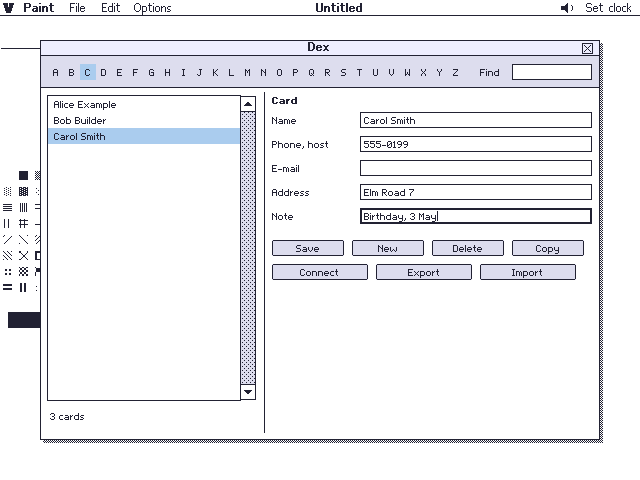 Paint File Edit Options Untitled Set clock
Dex
A B C D E F G H I J K L M N O P Q R S T U V W X Y Z Find
Alice Example
Bob Builder
Carol Smith
3 cards
Card
Name Carol Smith
Phone, host 555-0199
E-mail
Address Elm Road 7
Note Birthday, 3 May
Save New Delete Copy
Connect Export Import